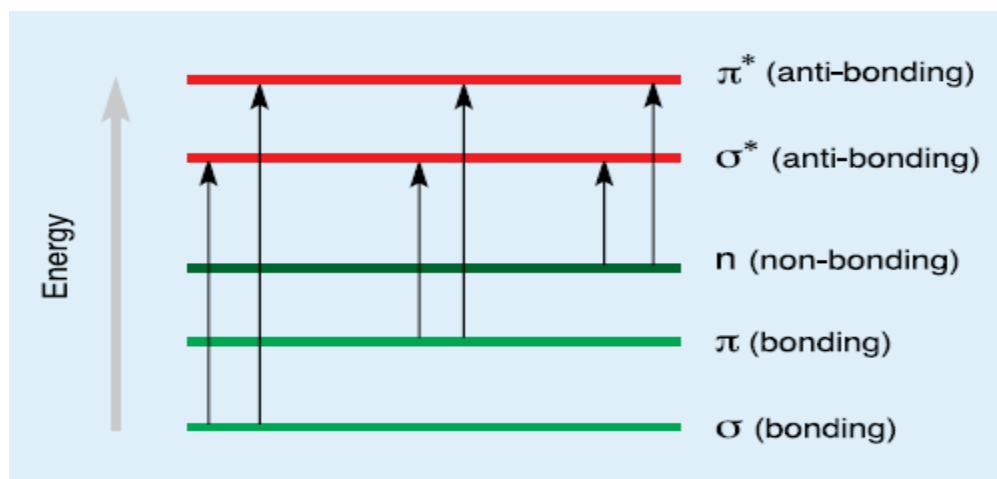 π* (anti-bonding)
σ* (anti-bonding)
n (non-bonding)
π (bonding)
σ (bonding)
Energy